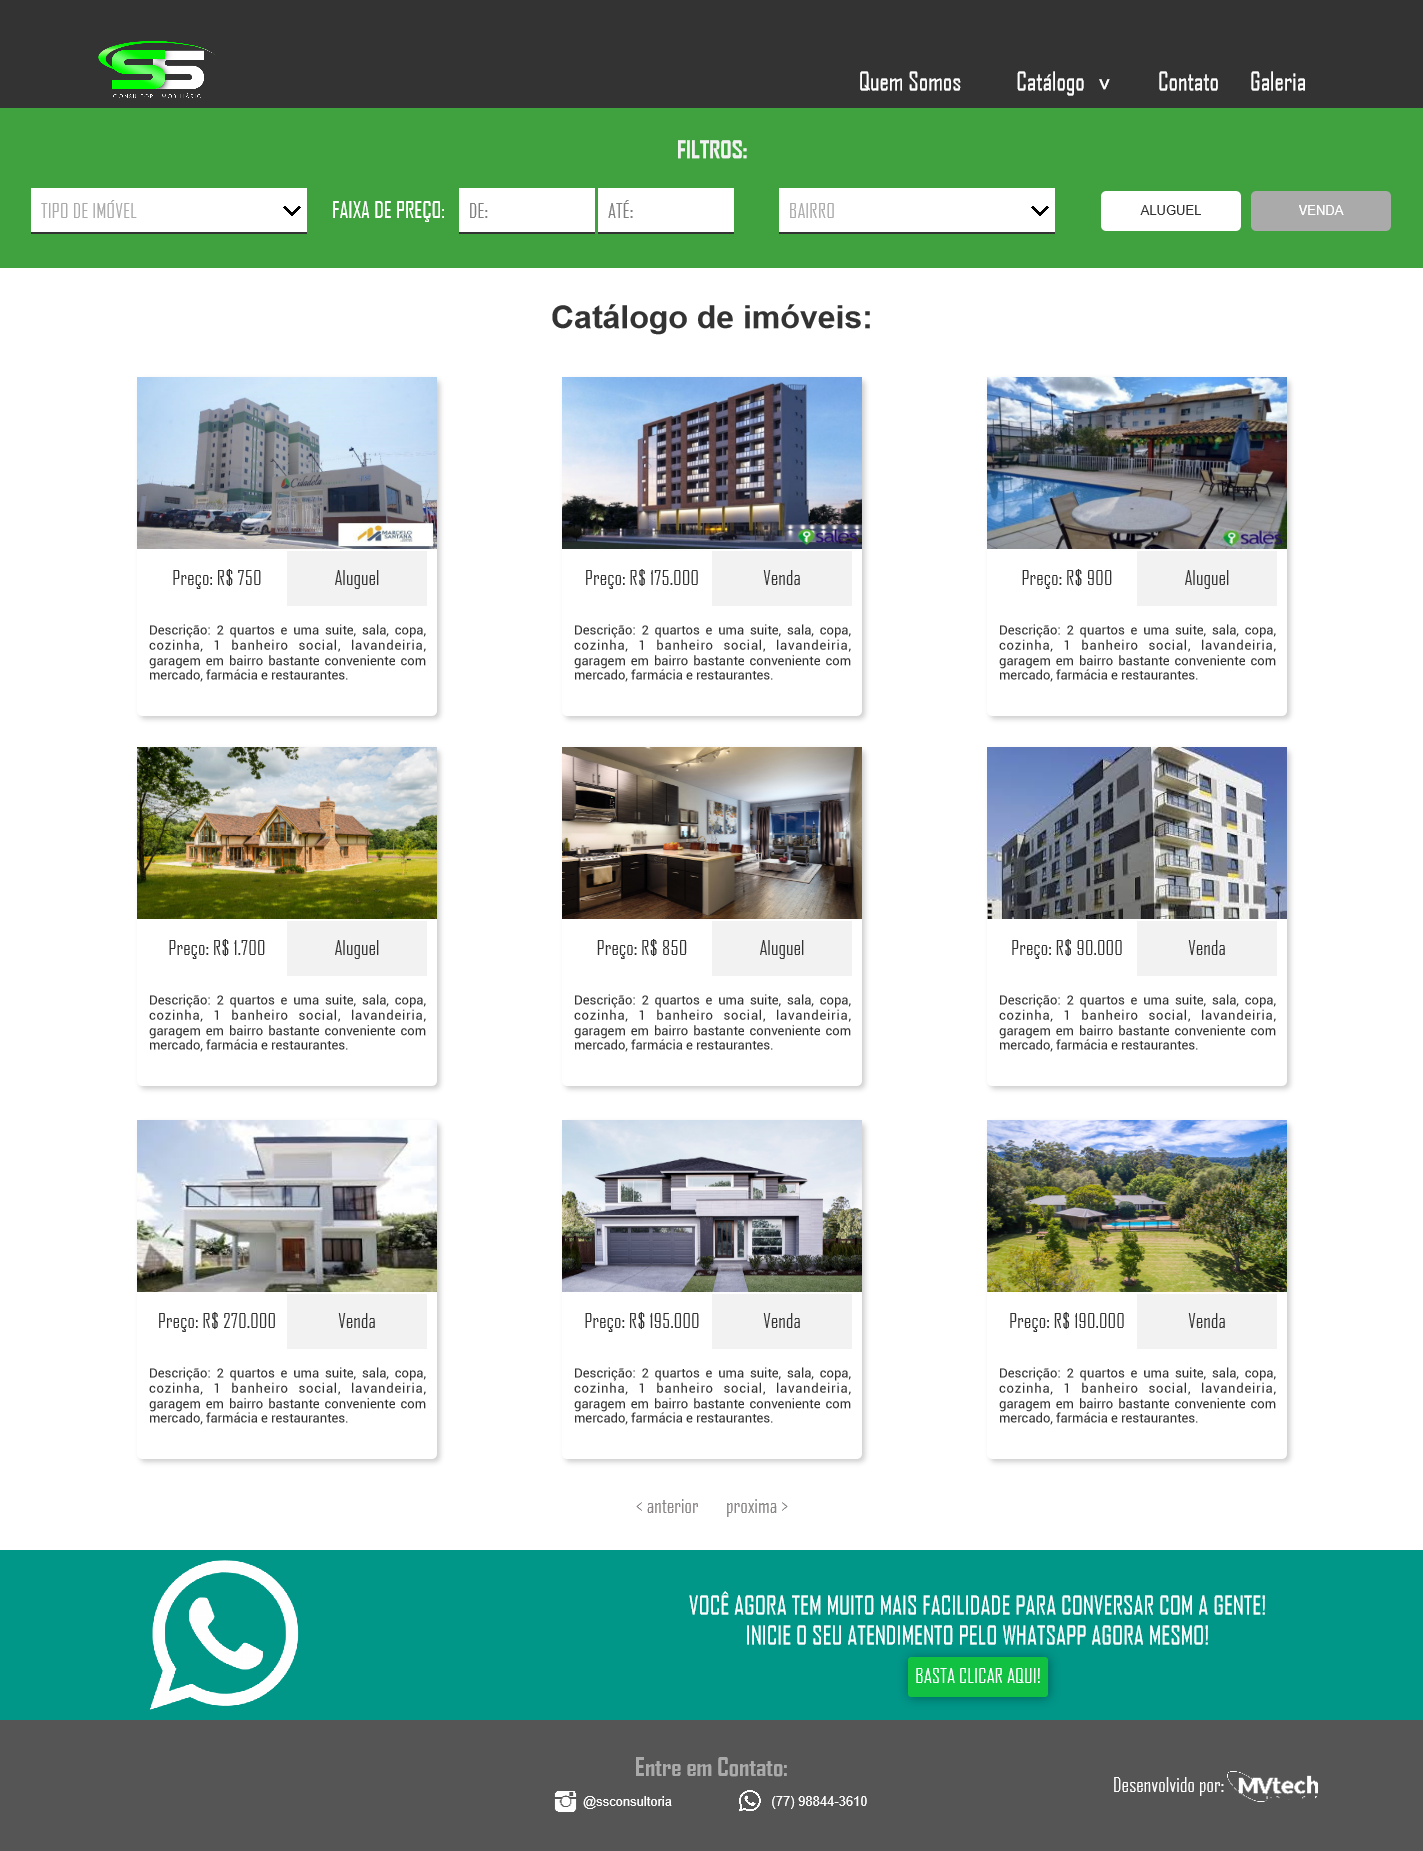 SS
CONSULTOR IMOBILIÁRIO
Quem Somos
Catálogo v
Contato
Galeria
FILTROS:
TIPO DE IMÓVEL
FAIXA DE PREÇO:
DE:
ATÉ:
BAIRRO
ALUGUEL
VENDA
Catálogo de imóveis:
Cidadela
MARCELO
SANTANA
sales
sales
Preço: R$ 750
Aluguel
Preço: R$ 175.000
Venda
Preço: R$ 900
Aluguel
Descrição: 2 quartos e uma suite, sala, copa,
cozinha, 1 banheiro social, lavandeiria,
garagem em bairro bastante conveniente com
mercado, farmácia e restaurantes.
Descrição: 2 quartos e uma suite, sala, copa,
cozinha, 1 banheiro social, lavandeiria,
garagem em bairro bastante conveniente com
mercado, farmácia e restaurantes.
Descrição: 2 quartos e uma suite, sala, copa,
cozinha, 1 banheiro social, lavandeiria,
garagem em bairro bastante conveniente com
mercado, farmácia e restaurantes.
Preço: R$ 1.700
Aluguel
Preço: R$ 850
Aluguel
Preço: R$ 90.000
Venda
Descrição: 2 quartos e uma suite, sala, copa,
cozinha, 1 banheiro social, lavandeiria,
garagem em bairro bastante conveniente com
mercado, farmácia e restaurantes.
Descrição: 2 quartos e uma suite, sala, copa,
cozinha, 1 banheiro social, lavandeiria,
garagem em bairro bastante conveniente com
mercado, farmácia e restaurantes.
Descrição: 2 quartos e uma suite, sala, copa,
cozinha, 1 banheiro social, lavandeiria,
garagem em bairro bastante conveniente com
mercado, farmácia e restaurantes.
Preço: R$ 270.000
Venda
Preço: R$ 195.000
Venda
Preço: R$ 190.000
Venda
Descrição: 2 quartos e uma suite, sala, copa,
cozinha, 1 banheiro social, lavandeiria,
garagem em bairro bastante conveniente com
mercado, farmácia e restaurantes.
Descrição: 2 quartos e uma suite, sala, copa,
cozinha, 1 banheiro social, lavandeiria,
garagem em bairro bastante conveniente com
mercado, farmácia e restaurantes.
Descrição: 2 quartos e uma suite, sala, copa,
cozinha, 1 banheiro social, lavandeiria,
garagem em bairro bastante conveniente com
mercado, farmácia e restaurantes.
< anterior
proxima >
VOCÊ AGORA TEM MUITO MAIS FACILIDADE PARA CONVERSAR COM A GENTE!
INICIE O SEU ATENDIMENTO PELO WHATSAPP AGORA MESMO!
BASTA CLICAR AQUI!
Entre em Contato:
@ssconsultoria
(77) 98844-3610
Desenvolvido por:
MVtech